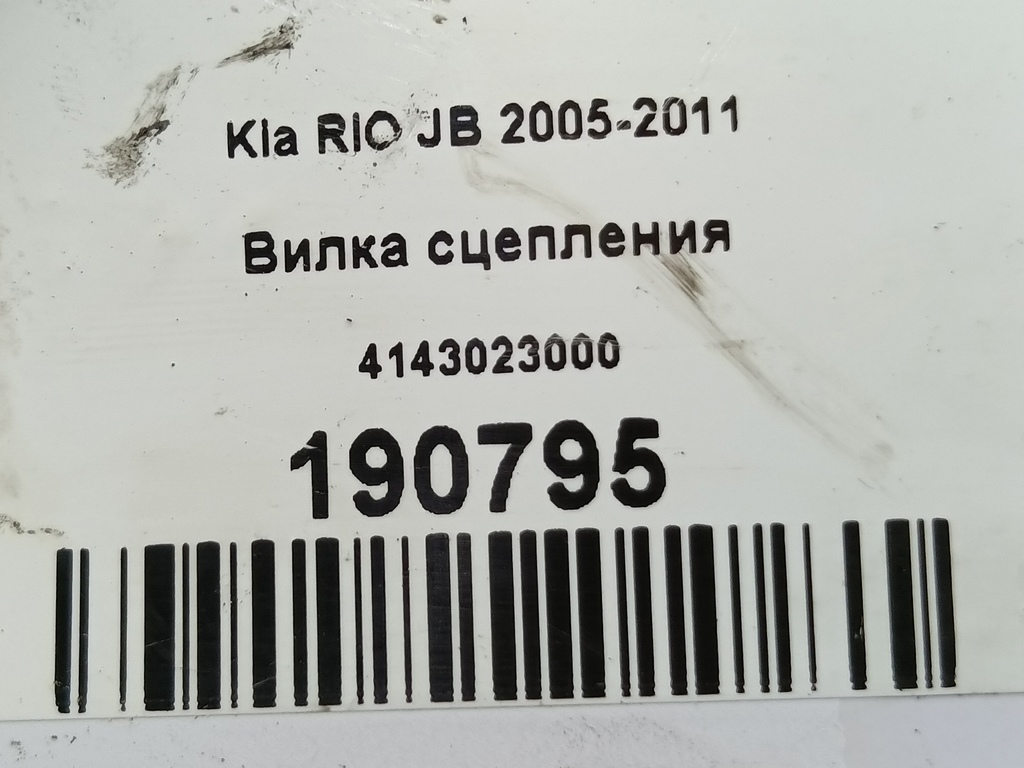 Kia RIO JB 2005-2011
Вилка сцепления
4143023000
190795